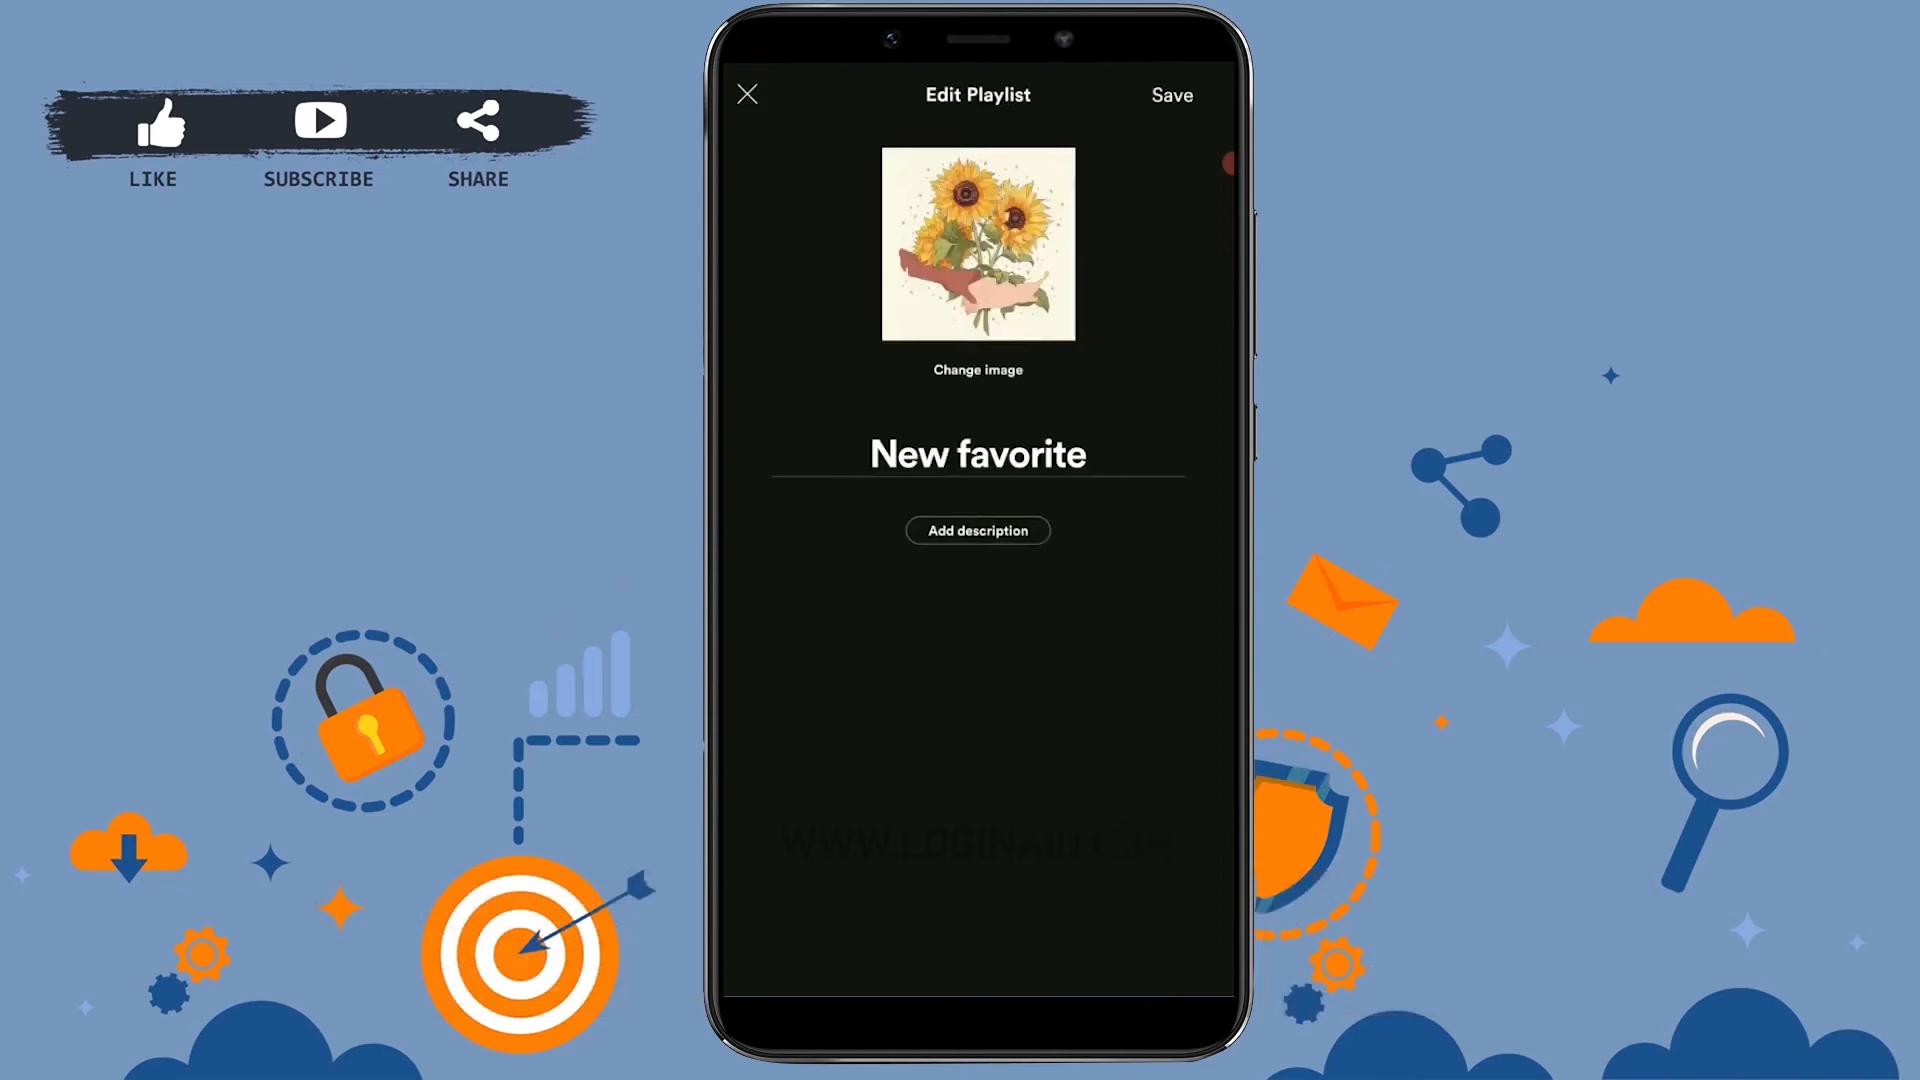 LIKE
SUBSCRIBE
SHARE
Edit Playlist
Save
Change image
New favorite
Add description